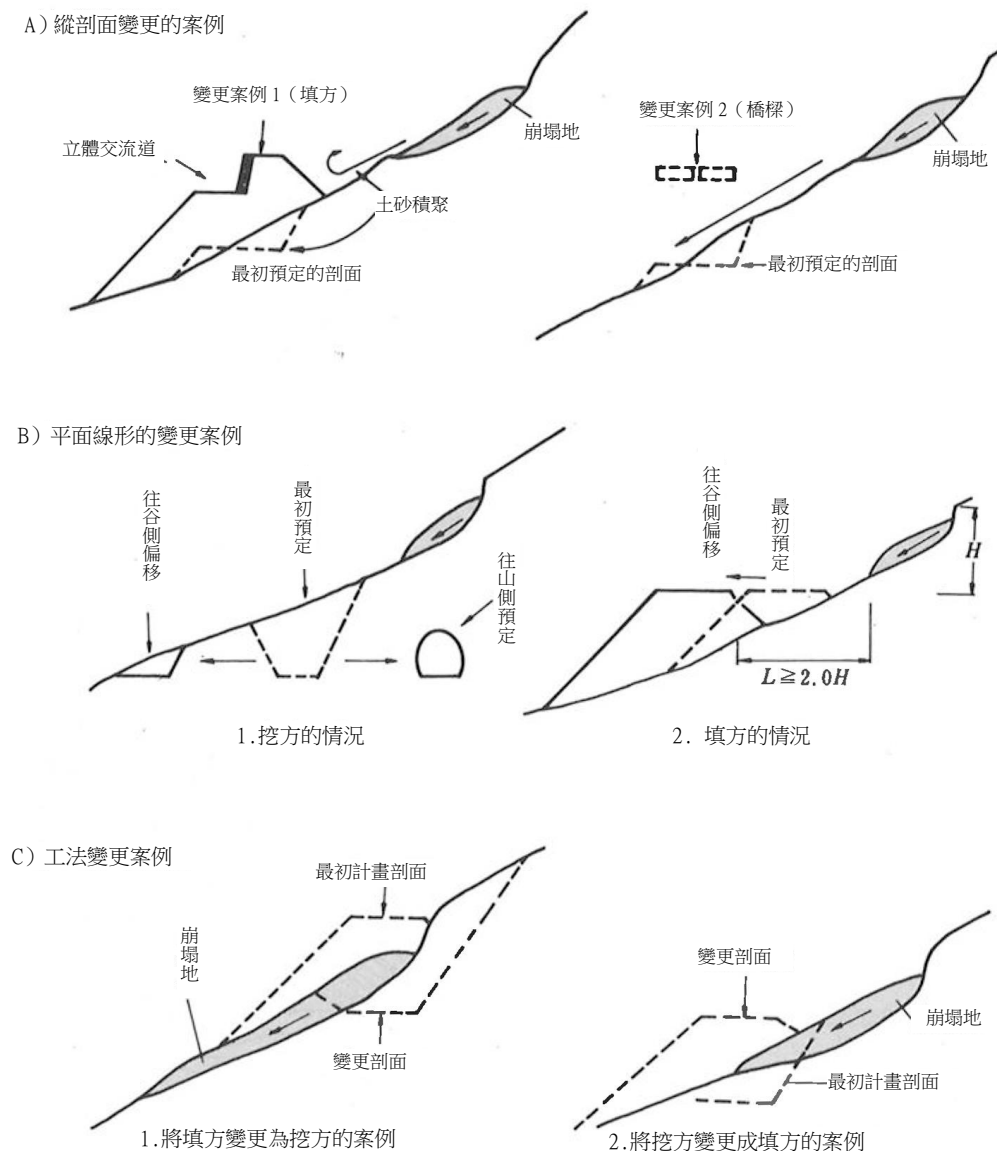 A）縱剖面變更的案例
變更案例 1（填方）
立體交流道
崩塌地
土砂積聚
最初預定的剖面
變更案例 2（橋樑）
崩塌地
最初預定的剖面
B）平面線形的變更案例
往谷側偏移
最初預定
往山側預定
1.挖方的情況
往谷側偏移
最初預定
H
L≧2.0H
2. 填方的情況
C）工法變更案例
最初計畫剖面
崩塌地
變更剖面
1.將填方變更為挖方的案例
變更剖面
崩塌地
最初計畫剖面
2.將挖方變更成填方的案例